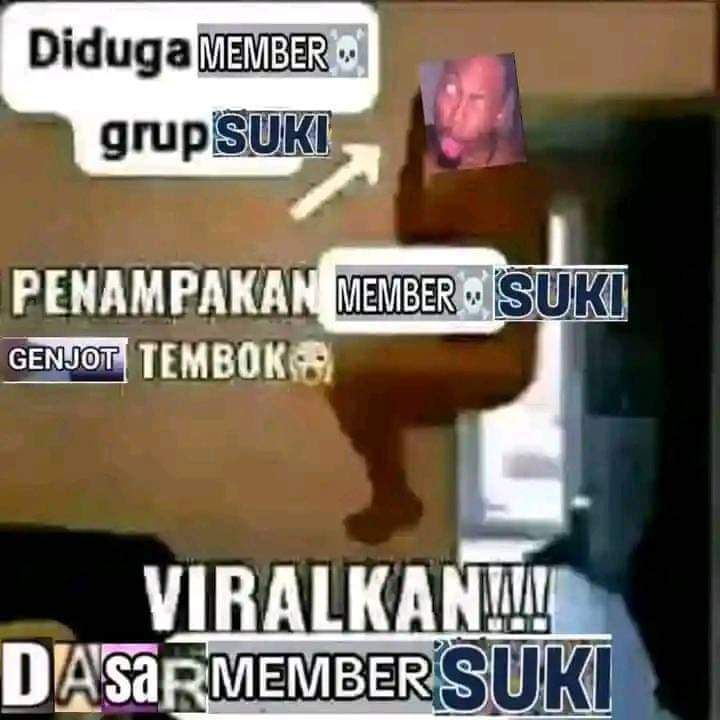 Diduga MEMBER☠️
grup SUKI
PENAMPAKAN MEMBER☠️ SUKI
GENJOT TEMBOK
VIRALKAN!!!!
DASaR MEMBER SUKI